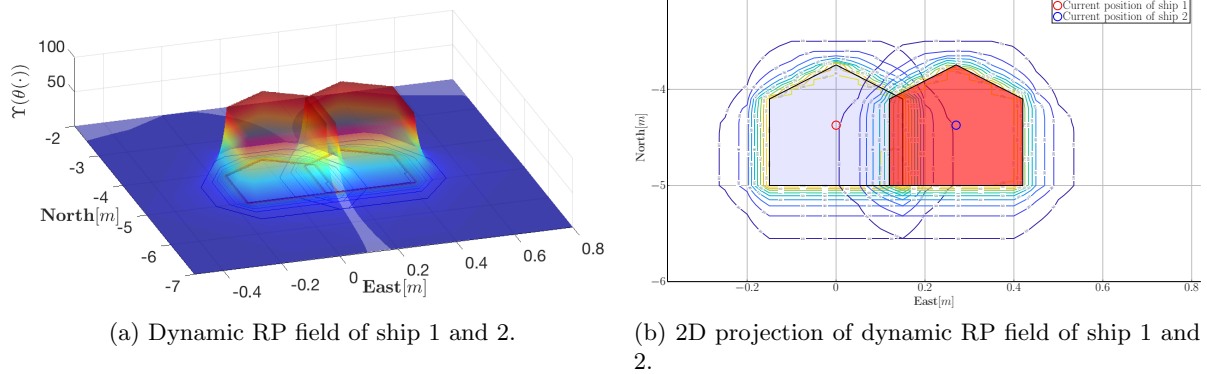 100
50
Υ(θ(·))
-2
-3
-4
-5
-6
-7
North[m]
-0.4
-0.2
0
0.2
0.4
0.6
0.8
East[m]
(a) Dynamic RP field of ship 1 and 2.
Current position of ship 1
Current position of ship 2
−4
−5
−6
North[m]
−0.2
0
0.2
0.4
0.6
0.8
East[m]
(b) 2D projection of dynamic RP field of ship 1 and
2.